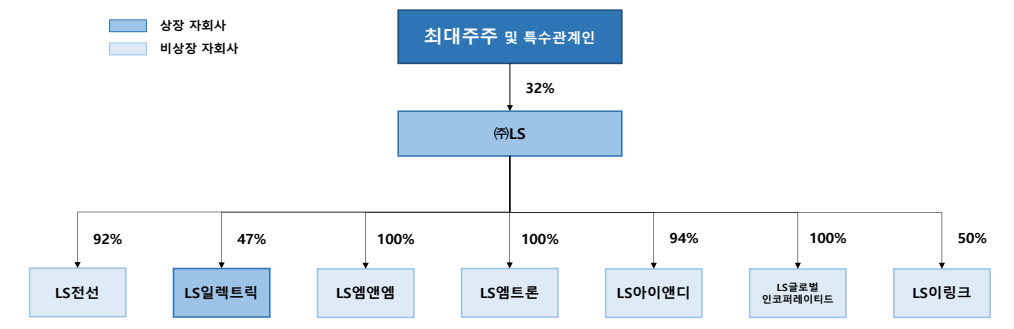 상장 자회사
비상장 자회사
최대주주 및 특수관계인
32%
㈜LS
92%
47%
100%
100%
94%
100%
50%
LS전선
LS일렉트릭
LS엠앤엠
LS엠트론
LS아이앤디
LS글로벌
인코퍼레이티드
LS이링크